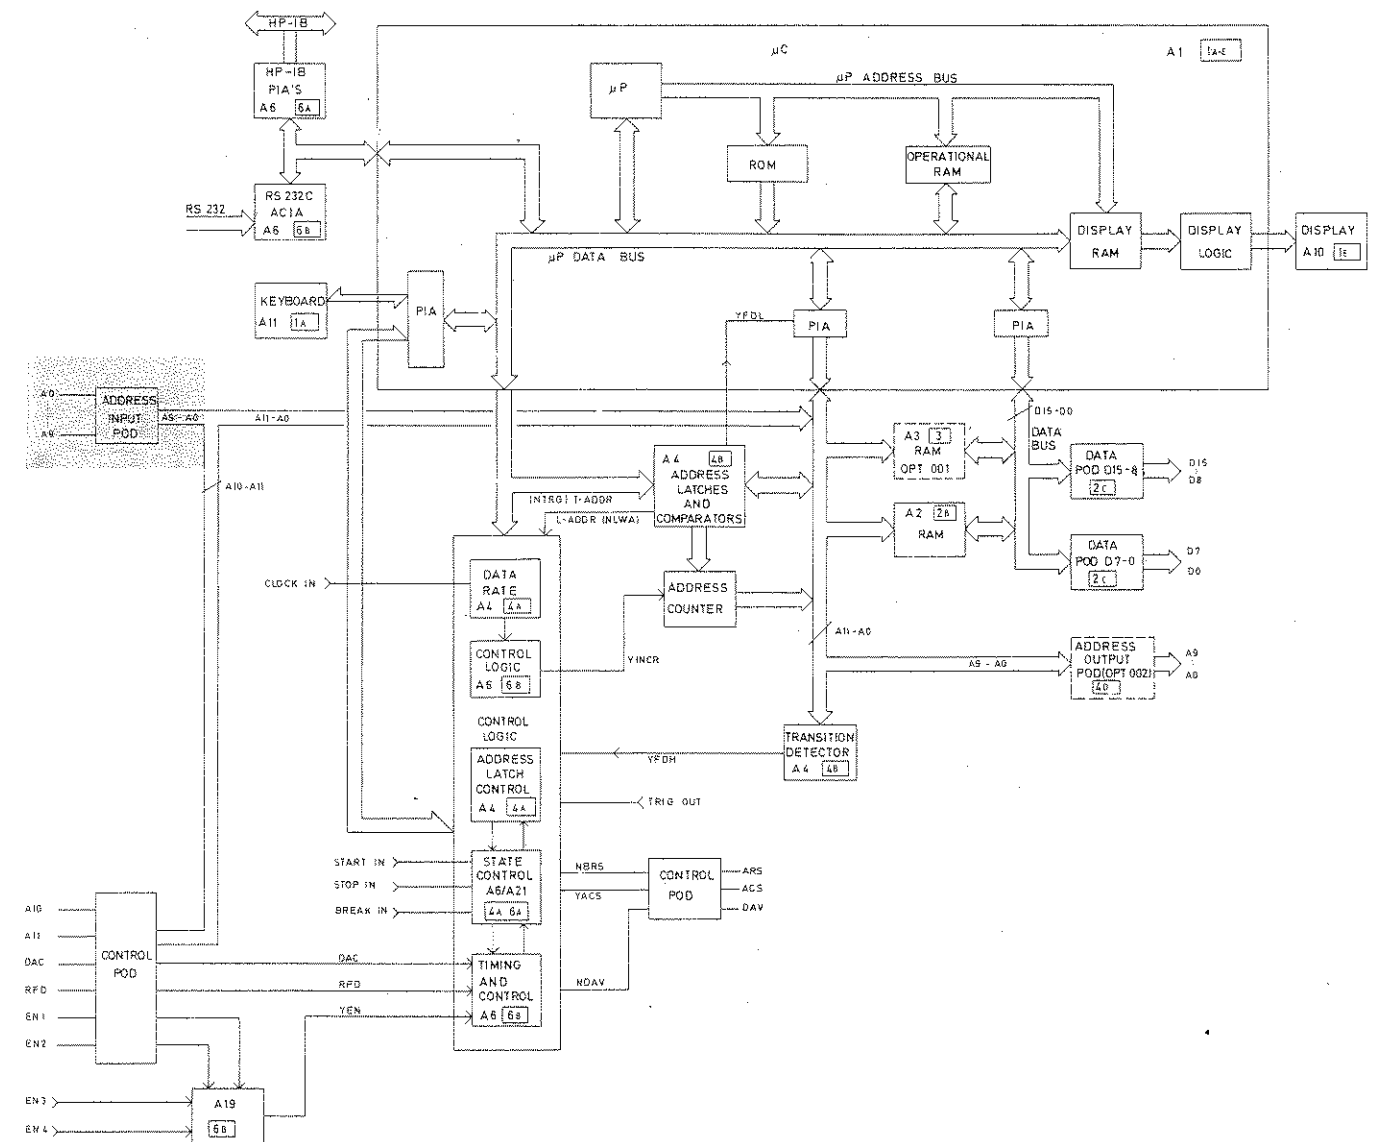 HP-IB
μC
A1 1A-E
HP-IB
PIA'S
A6 6A
μP
μP ADDRESS BUS
ROM
OPERATIONAL
RAM
RS 232C
ACIA
A6 6B
RS 232
DISPLAY
RAM
DISPLAY
LOGIC
DISPLAY
A10 1E
μP DATA BUS
KEYBOARD
A11 1A
PIA
YFDL
PIA
PIA
A0
A9
ADDRESS
INPUT
POD
A9-A0
A11-A0
A10-A11
D15-D0
DATA
BUS
A3 3
RAM
OPT 001
DATA
POD D15-8
2C
D15
D8
A4 4B
ADDRESS
LATCHES
AND
COMPARATORS
L-ADDR (NLWA)
A2 2B
RAM
DATA
POD D7-0
2C
D7
D0
CLOCK IN
DATA
RATE
A4 4A
ADDRESS
COUNTER
CONTROL
LOGIC
A6 6B
YINCR
A11-A0
A9 - A0
ADDRESS
OUTPUT
POD(OPT 002)
4D
A9
A0
CONTROL
LOGIC
ADDRESS
LATCH
CONTROL
A4 4A
YFDH
TRANSITION
DETECTOR
A4 4B
TRIG OUT
START IN
STOP IN
BREAK IN
STATE
CONTROL
A6/A21
4A 6A
NBRS
YACS
CONTROL
POD
ARS
ACS
DAV
A10
A11
DAC
RFD
EN1
EN2
CONTROL
POD
DAC
RFD
YEN
TIMING
AND
CONTROL
A6 6B
NDAV
EN3
EN4
A19
6B